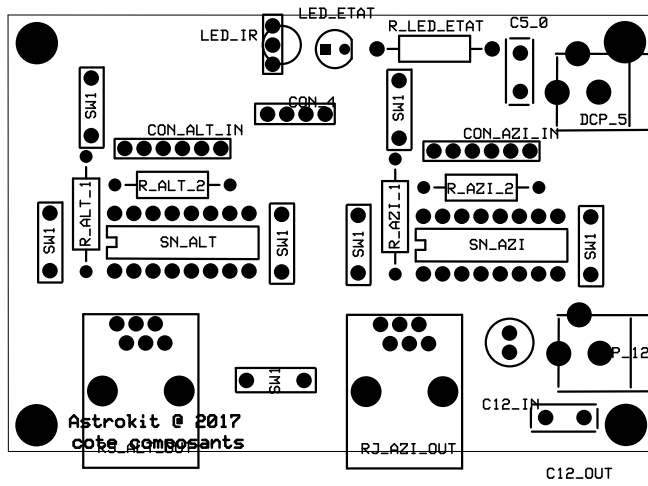 LED_ETAT
C5_0
R_LED_ETAT
LED_IR
SW1
SW1
CON_4
DCP_5
CON_ALT_IN
CON_AZI_IN
R_ALT_1
R_ALT_2
R_AZI_1
R_AZI_2
SW1
SN_ALT
SW1
SW1
SN_AZI
SW1
P_12
SW1
C12_IN
Astrokit @ 2017
cote composants
RJ_ALT_OUT
RJ_AZI_OUT
C12_OUT